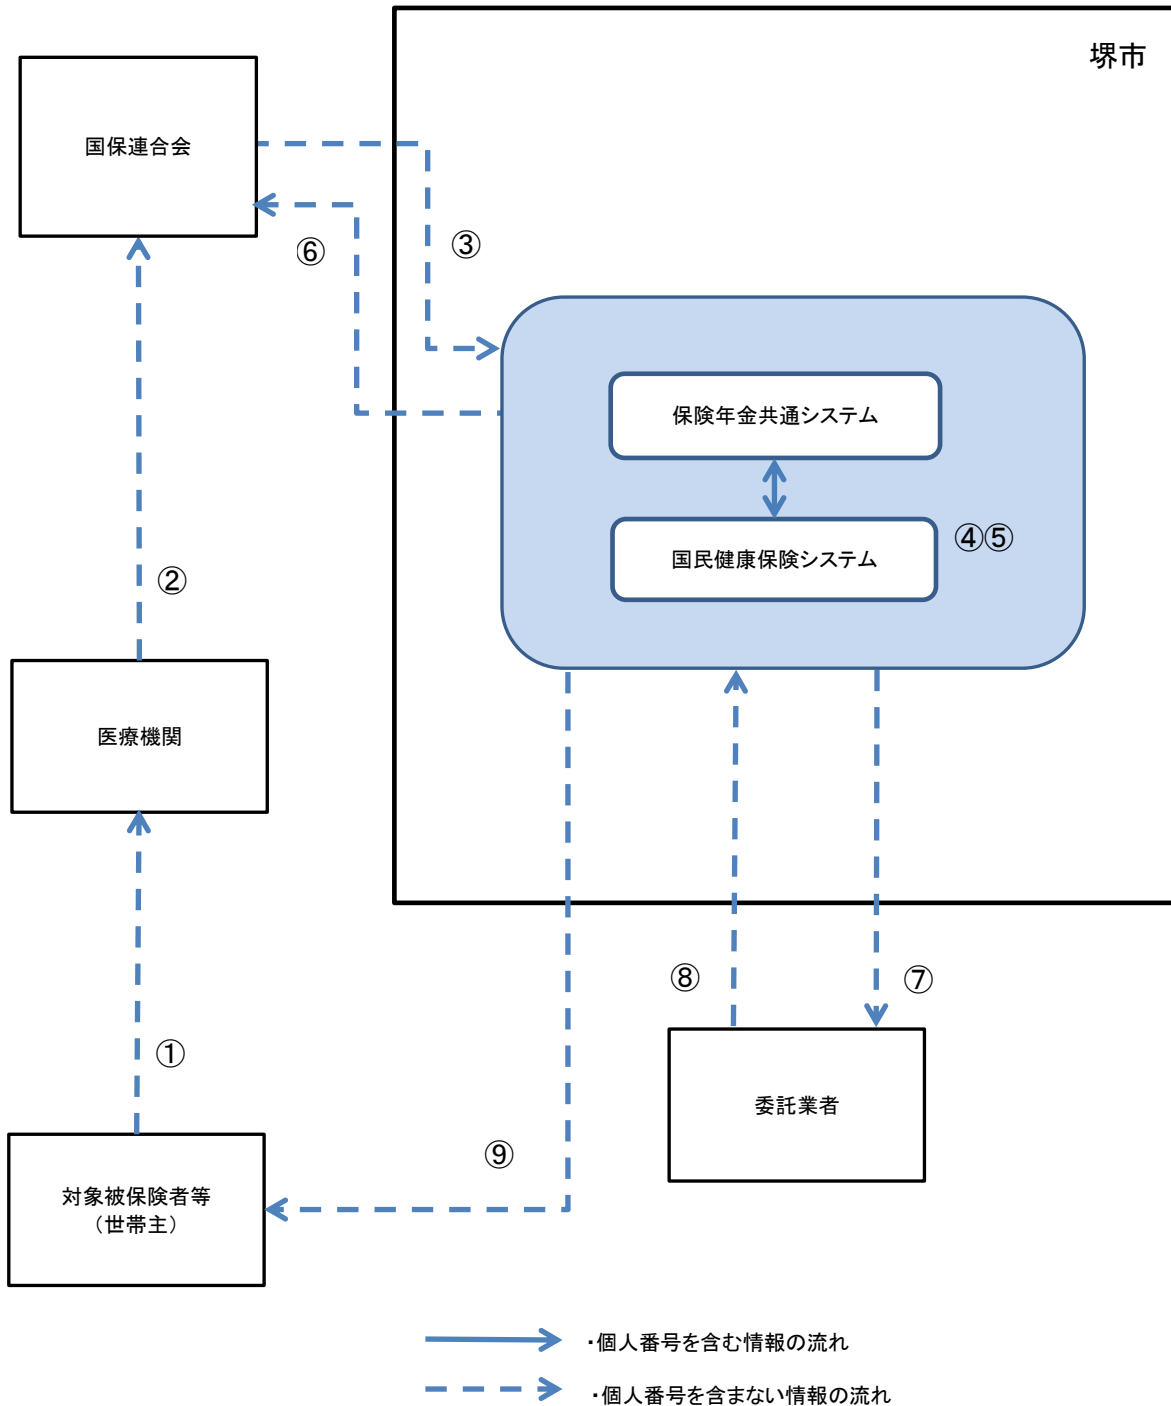 堺市
国保連合会
③
⑥
保険年金共通システム
国民健康保険システム
④⑤
②
医療機関
⑧
⑦
①
委託業者
⑨
対象被保険者等
（世帯主）
・個人番号を含む情報の流れ
・個人番号を含まない情報の流れ